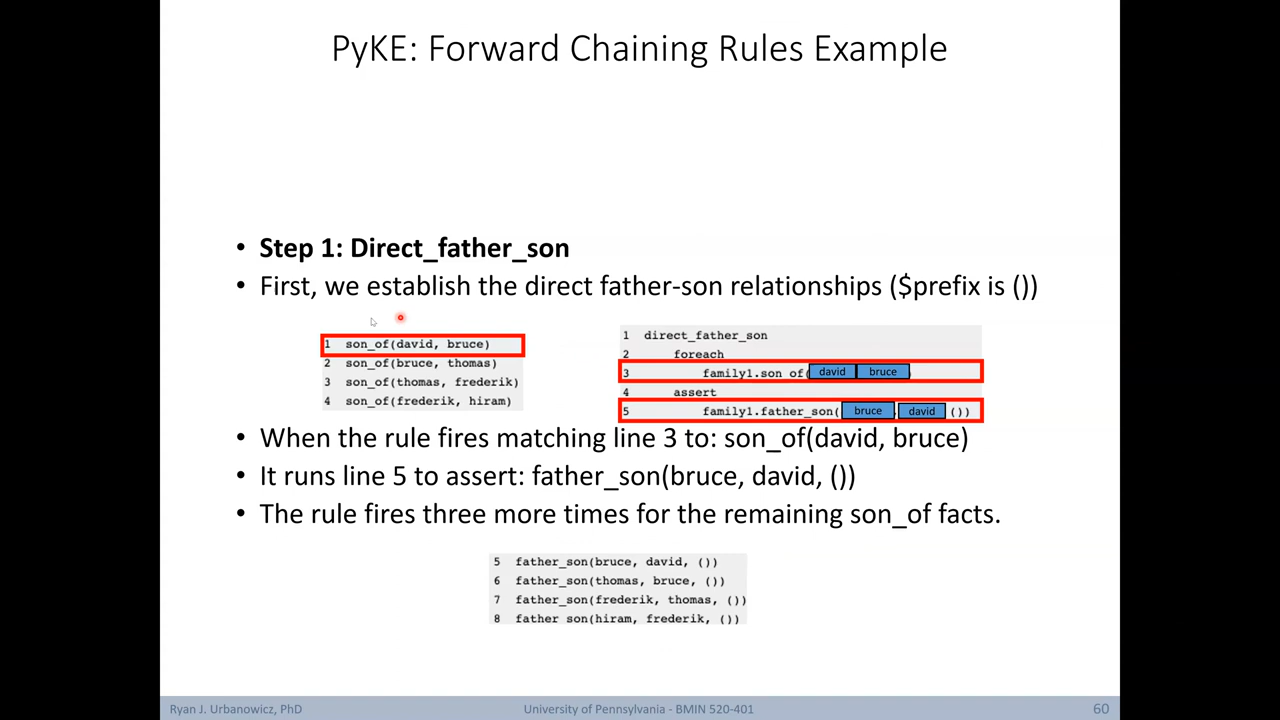 PyKE: Forward Chaining Rules Example
• Step 1: Direct_father_son
• First, we establish the direct father-son relationships ($prefix is ())
1 son_of(david, bruce)
2 son_of(bruce, thomas)
3 son_of(thomas, frederik)
4 son_of(frederik, hiram)
1 direct_father_son
2 foreach
3 family1.son_of( david bruce )
4 assert
5 family1.father_son( bruce , david ())
• When the rule fires matching line 3 to: son_of(david, bruce)
• It runs line 5 to assert: father_son(bruce, david, ())
• The rule fires three more times for the remaining son_of facts.
5 father_son(bruce, david, ())
6 father_son(thomas, bruce, ())
7 father_son(frederik, thomas, ())
8 father_son(hiram, frederik, ())
Ryan J. Urbanowicz, PhD University of Pennsylvania - BMIN 520-401 60